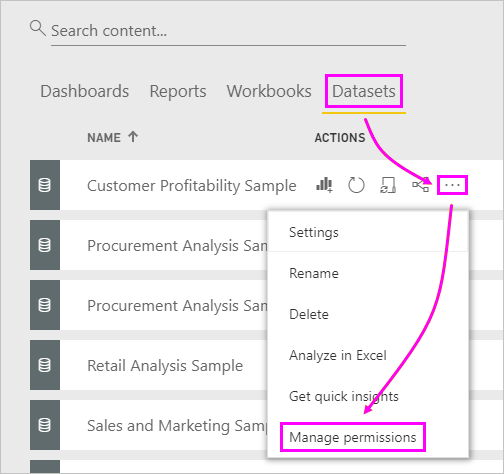 Search content...
Dashboards Reports Workbooks Datasets
NAME ↑ ACTIONS
Customer Profitability Sample ...
Settings
Procurement Analysis Sam
Rename
Procurement Analysis Sam
Delete
Analyze in Excel
Retail Analysis Sample
Get quick insights
Sales and Marketing Samp
Manage permissions